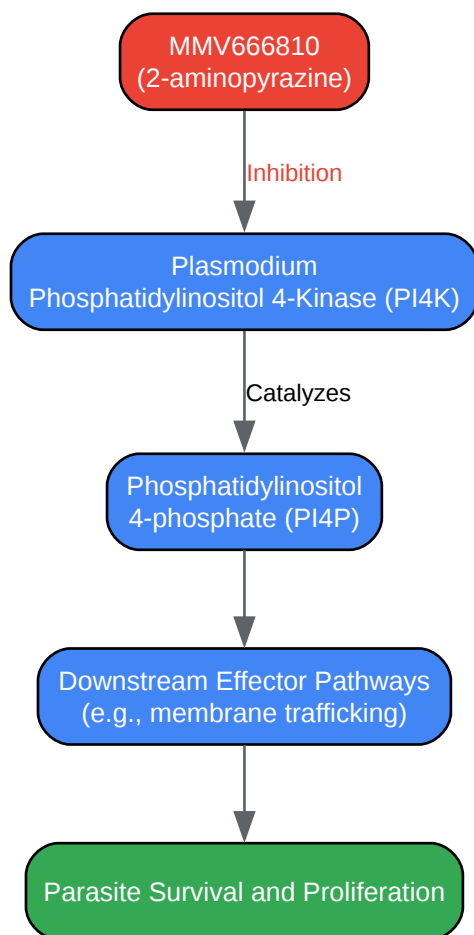 MMV666810
(2-aminopyrazine)
Inhibition
Plasmodium
Phosphatidylinositol 4-Kinase (PI4K)
Catalyzes
Phosphatidylinositol
4-phosphate (PI4P)
Downstream Effector Pathways
(e.g., membrane trafficking)
Parasite Survival and Proliferation